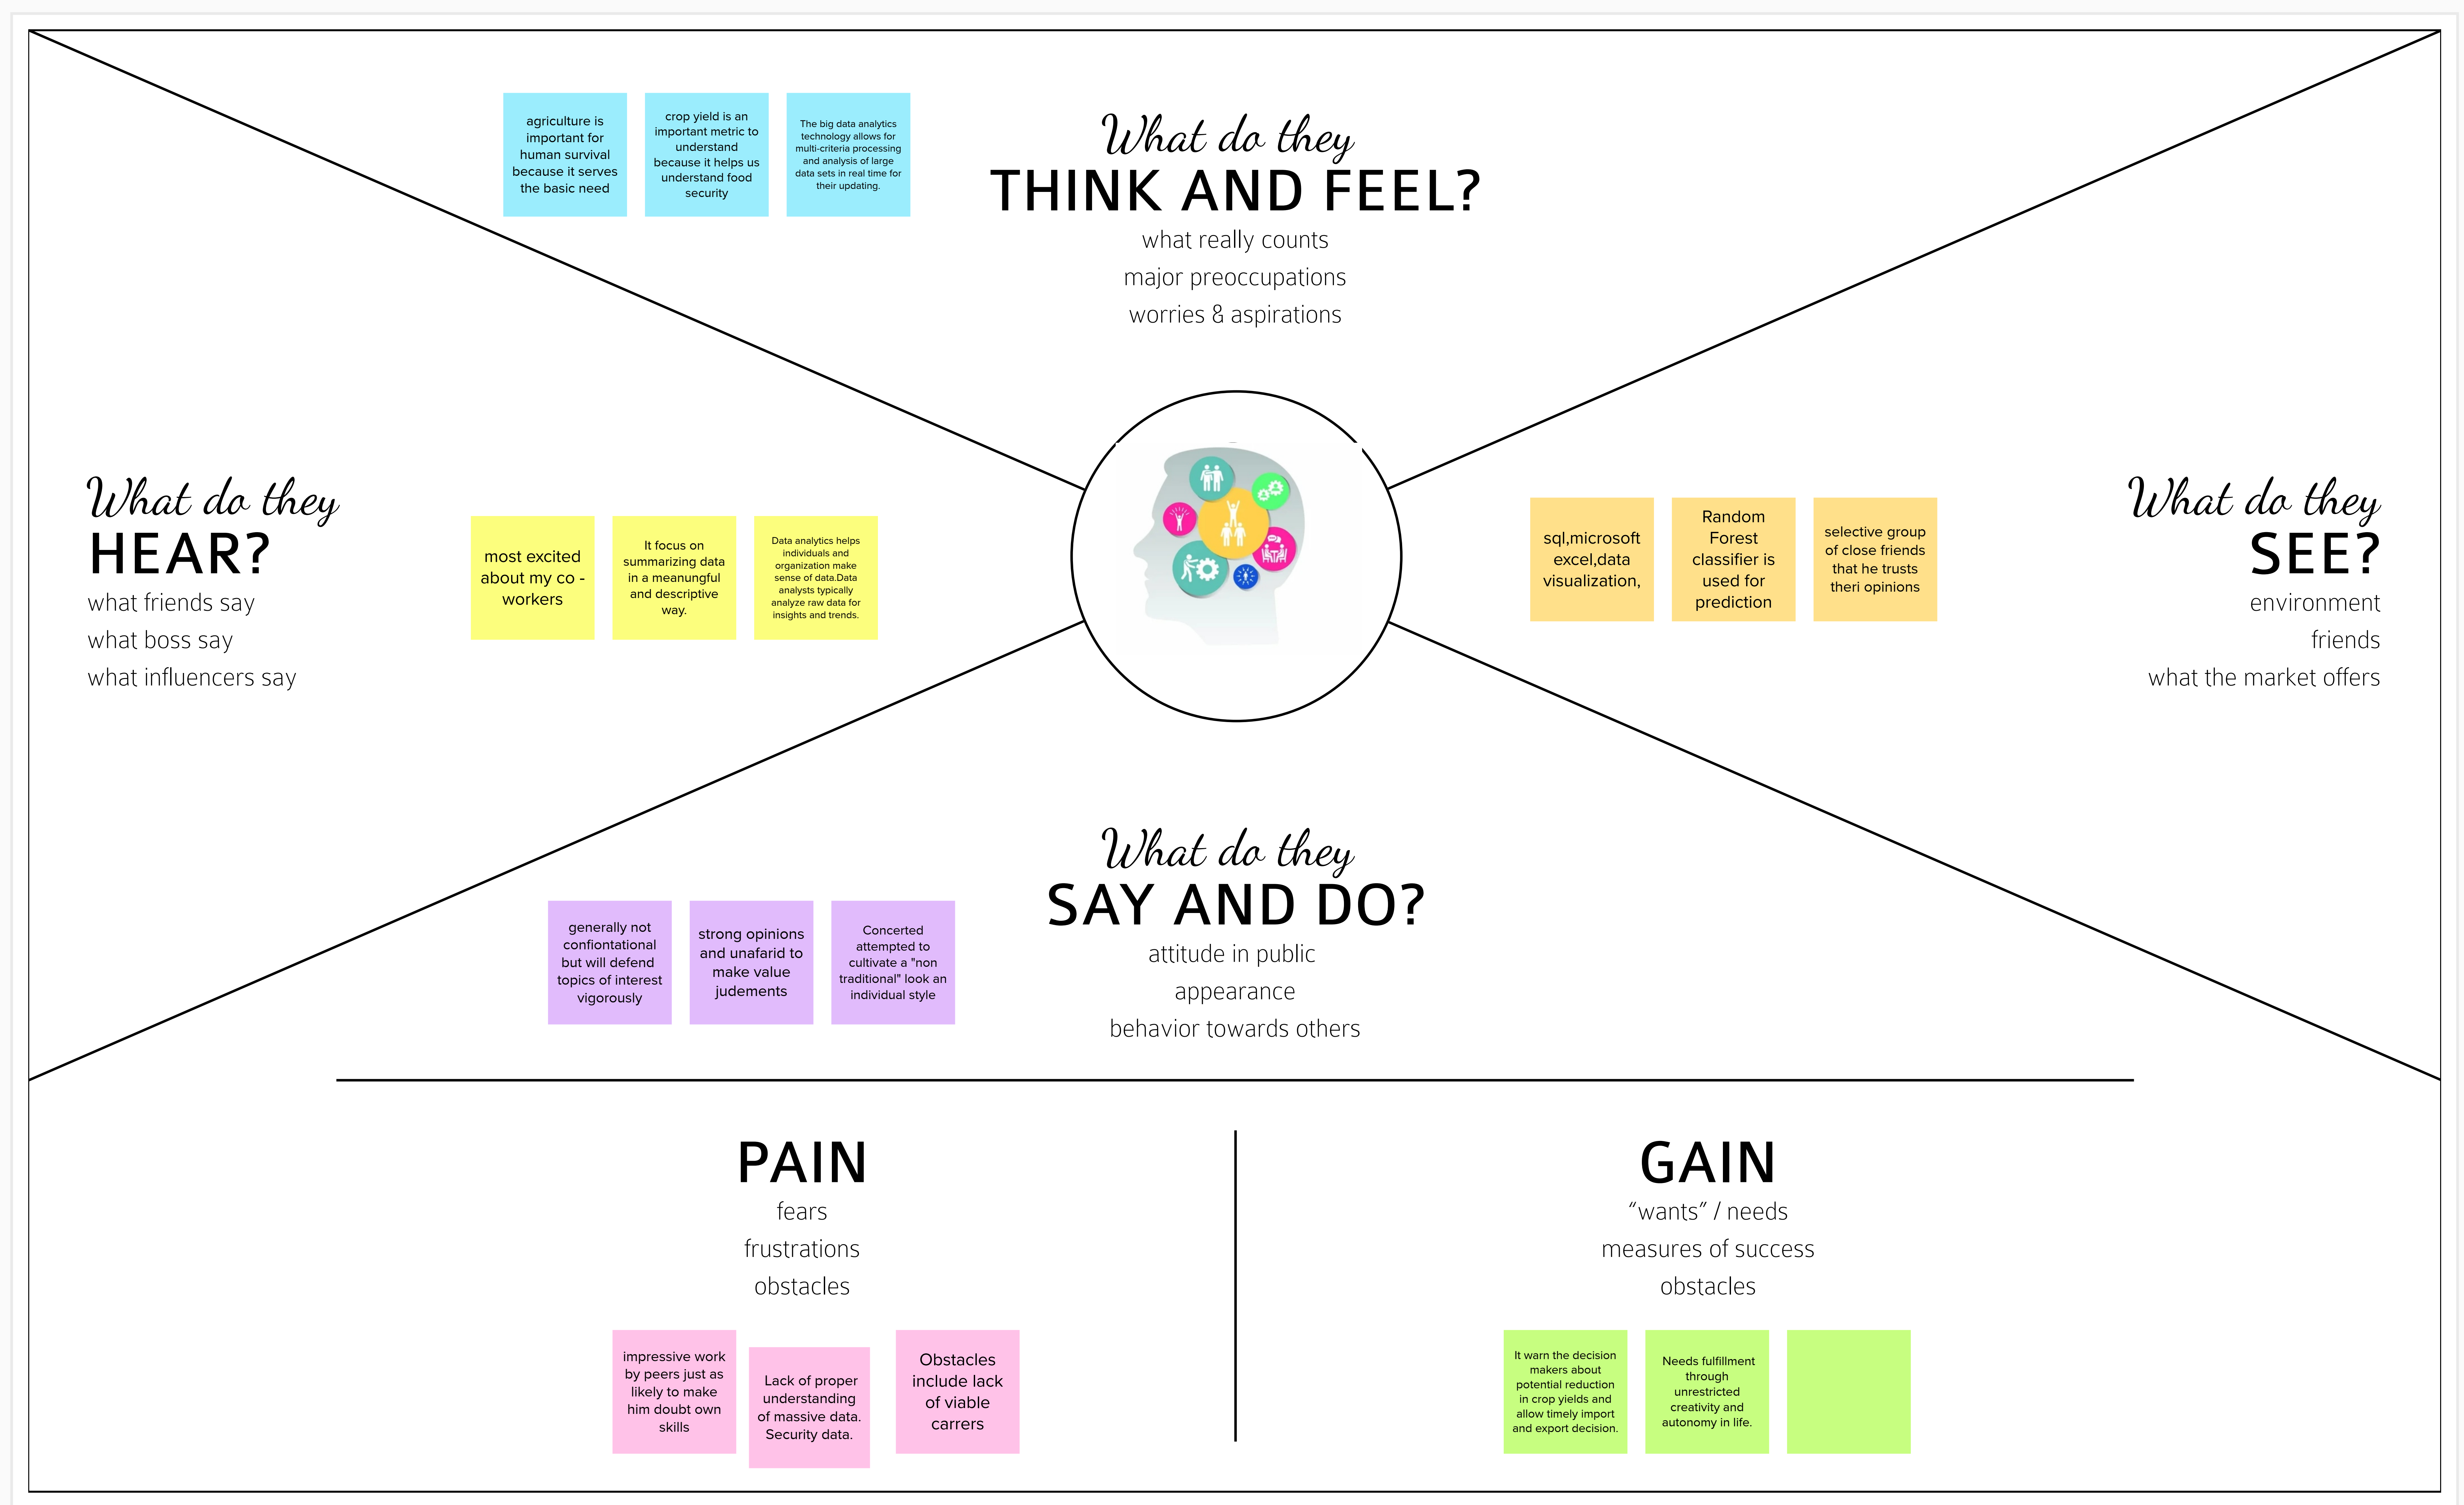 agriculture is
important for
human survival
because it serves
the basic need
crop yield is an
important metric to
understand
because it helps us
understand food
security
The big data analytics
technology allows for
multi-criteria processing
and analysis of large
data sets in real time for
their updating.
What do they
THINK AND FEEL?
what really counts
major preoccupations
worries & aspirations
What do they
HEAR?
what friends say
what boss say
what influencers say
most excited
about my co -
workers
It focus on
summarizing data
in a meanungful
and descriptive
way.
Data analytics helps
individuals and
organization make
sense of data.Data
analysts typically
analyze raw data for
insights and trends.
sql,microsoft
excel,data
visualization,
Random
Forest
classifier is
used for
prediction
selective group
of close friends
that he trusts
theri opinions
What do they
SEE?
environment
friends
what the market offers
What do they
SAY AND DO?
attitude in public
appearance
behavior towards others
generally not
confiontational
but will defend
topics of interest
vigorously
strong opinions
and unafarid to
make value
judements
Concerted
attempted to
cultivate a "non
traditional" look an
individual style
PAIN
fears
frustrations
obstacles
impressive work
by peers just as
likely to make
him doubt own
skills
Lack of proper
understanding
of massive data.
Security data.
Obstacles
include lack
of viable
carrers
GAIN
“wants” / needs
measures of success
obstacles
It warn the decision
makers about
potential reduction
in crop yields and
allow timely import
and export decision.
Needs fulfillment
through
unrestricted
creativity and
autonomy in life.